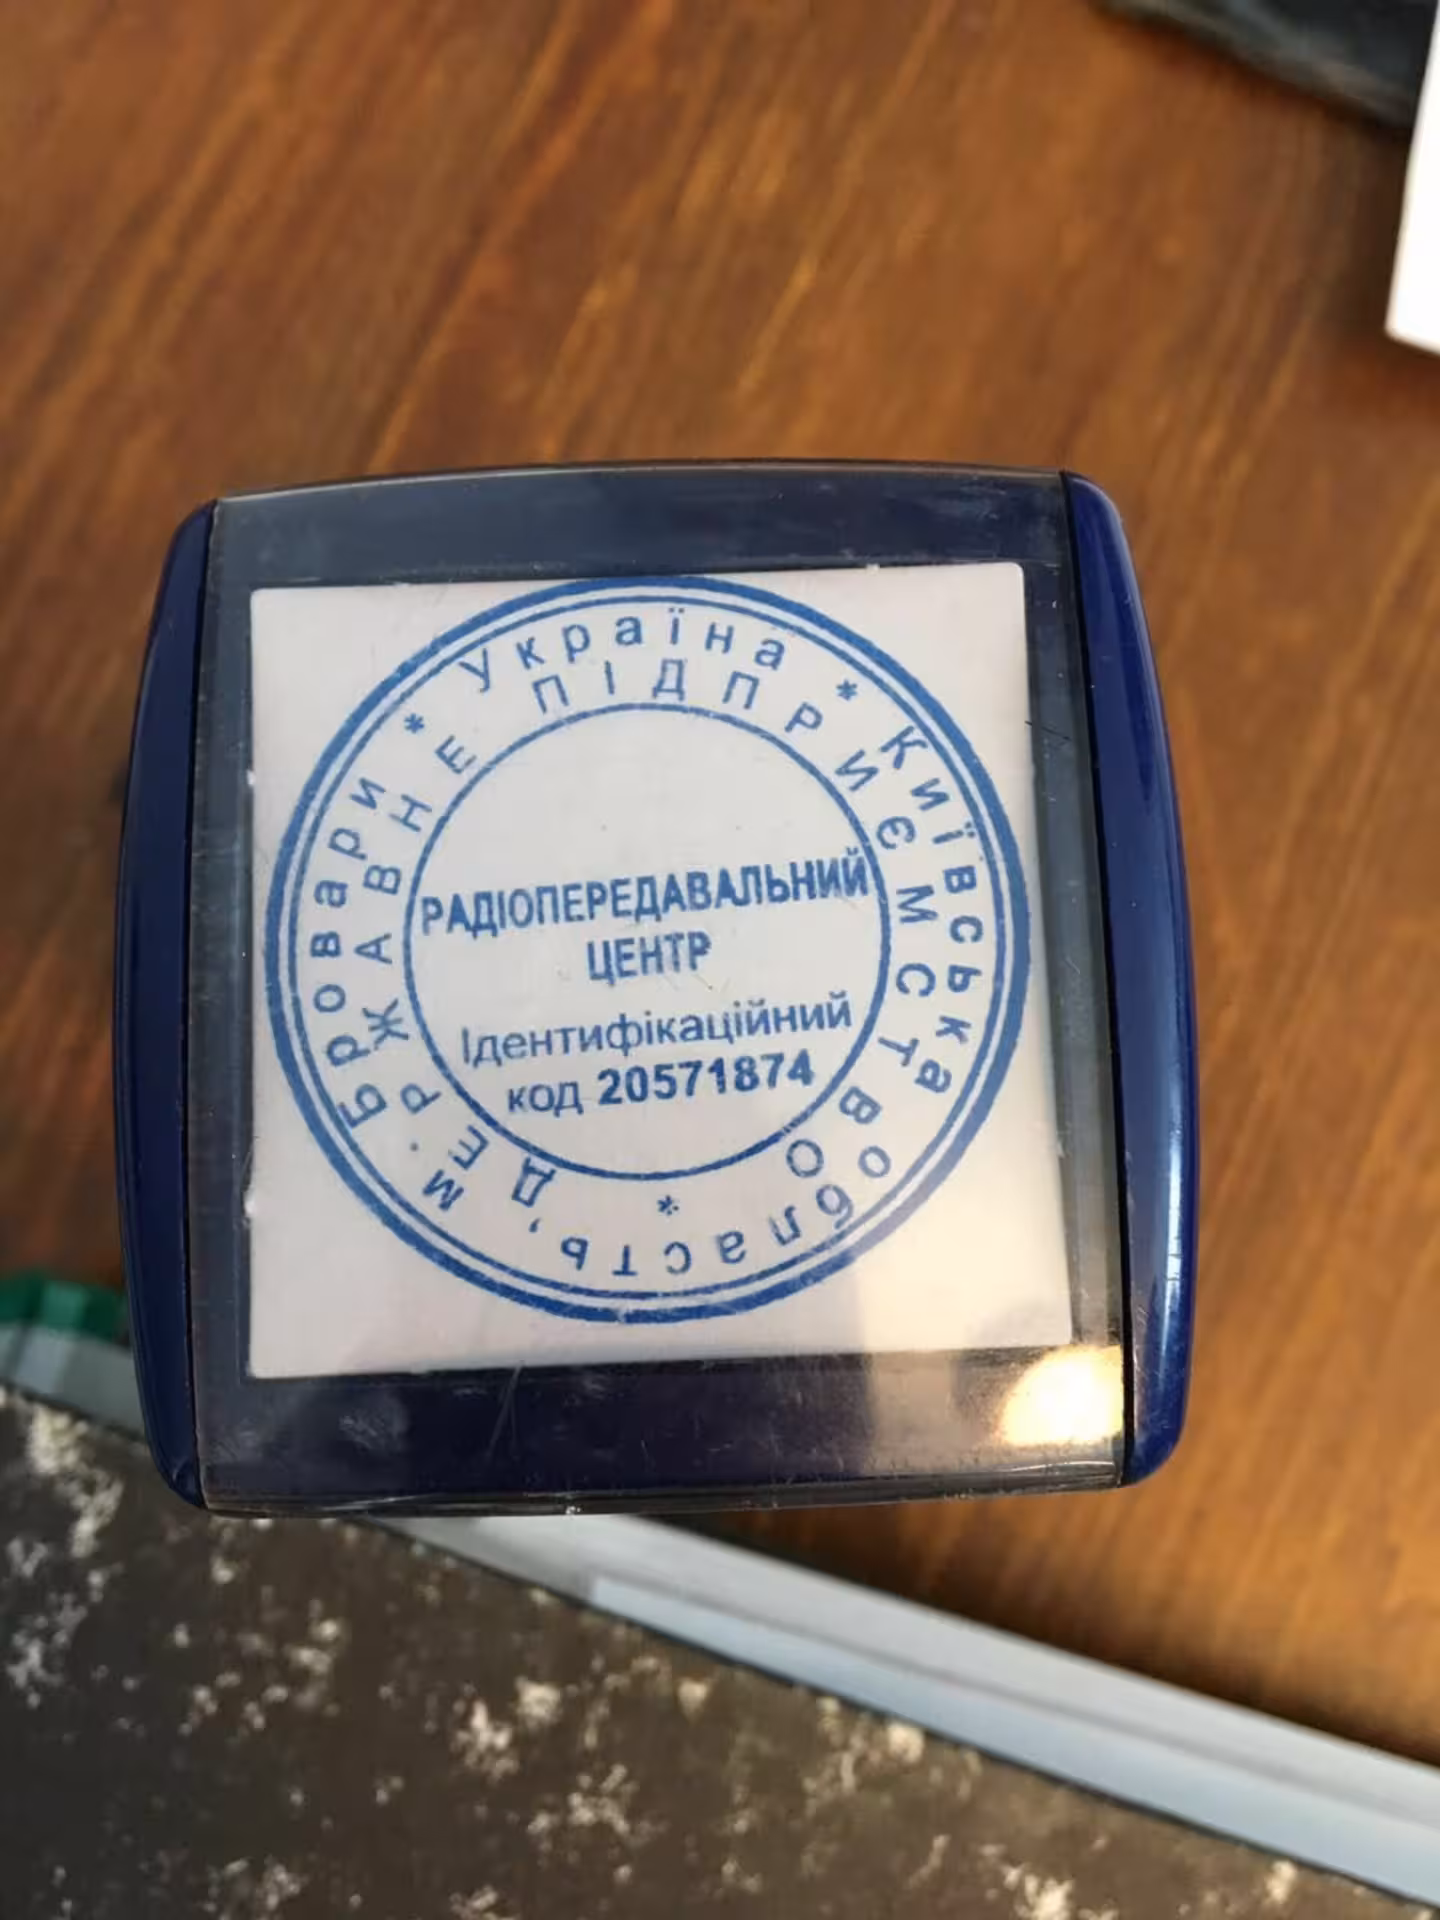 * Україна * Київська область, м. Бровари
ДЕРЖАВНЕ ПІДПРИЄМСТВО *
РАДІОПЕРЕДАВАЛЬНИЙ
ЦЕНТР
Ідентифікаційний
код 20571874